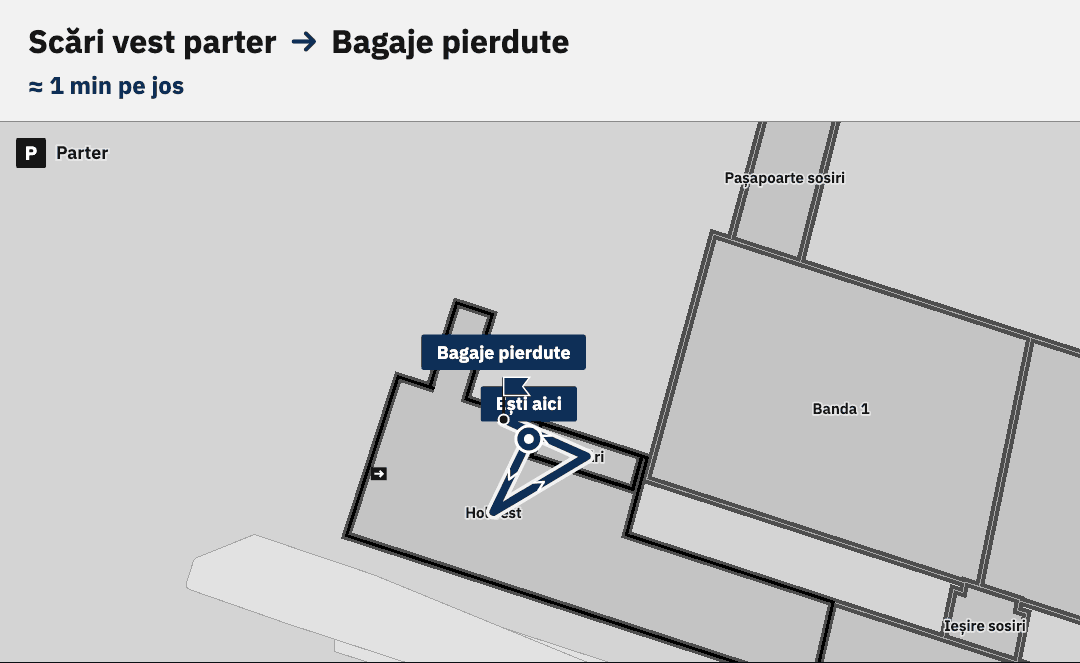 Scări vest parter → Bagaje pierdute
≈ 1 min pe jos
P Parter
Pașapoarte sosiri
Bagaje pierdute
Ești aici
Banda 1
Ieșire sosiri